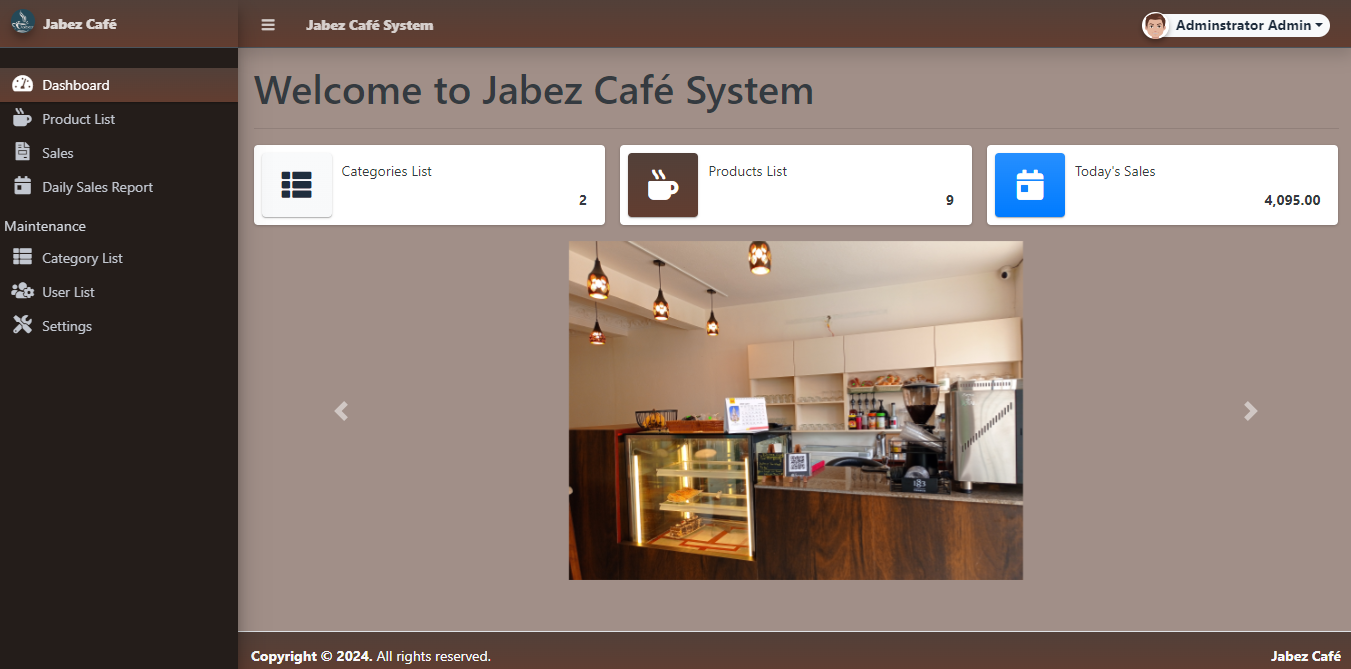 Jabez Café
Jabez Café System
Adminstrator Admin
Dashboard
Product List
Sales
Daily Sales Report
Maintenance
Category List
User List
Settings
Welcome to Jabez Café System
Categories List
2
Products List
9
Today's Sales
4,095.00
Copyright © 2024. All rights reserved.
Jabez Café